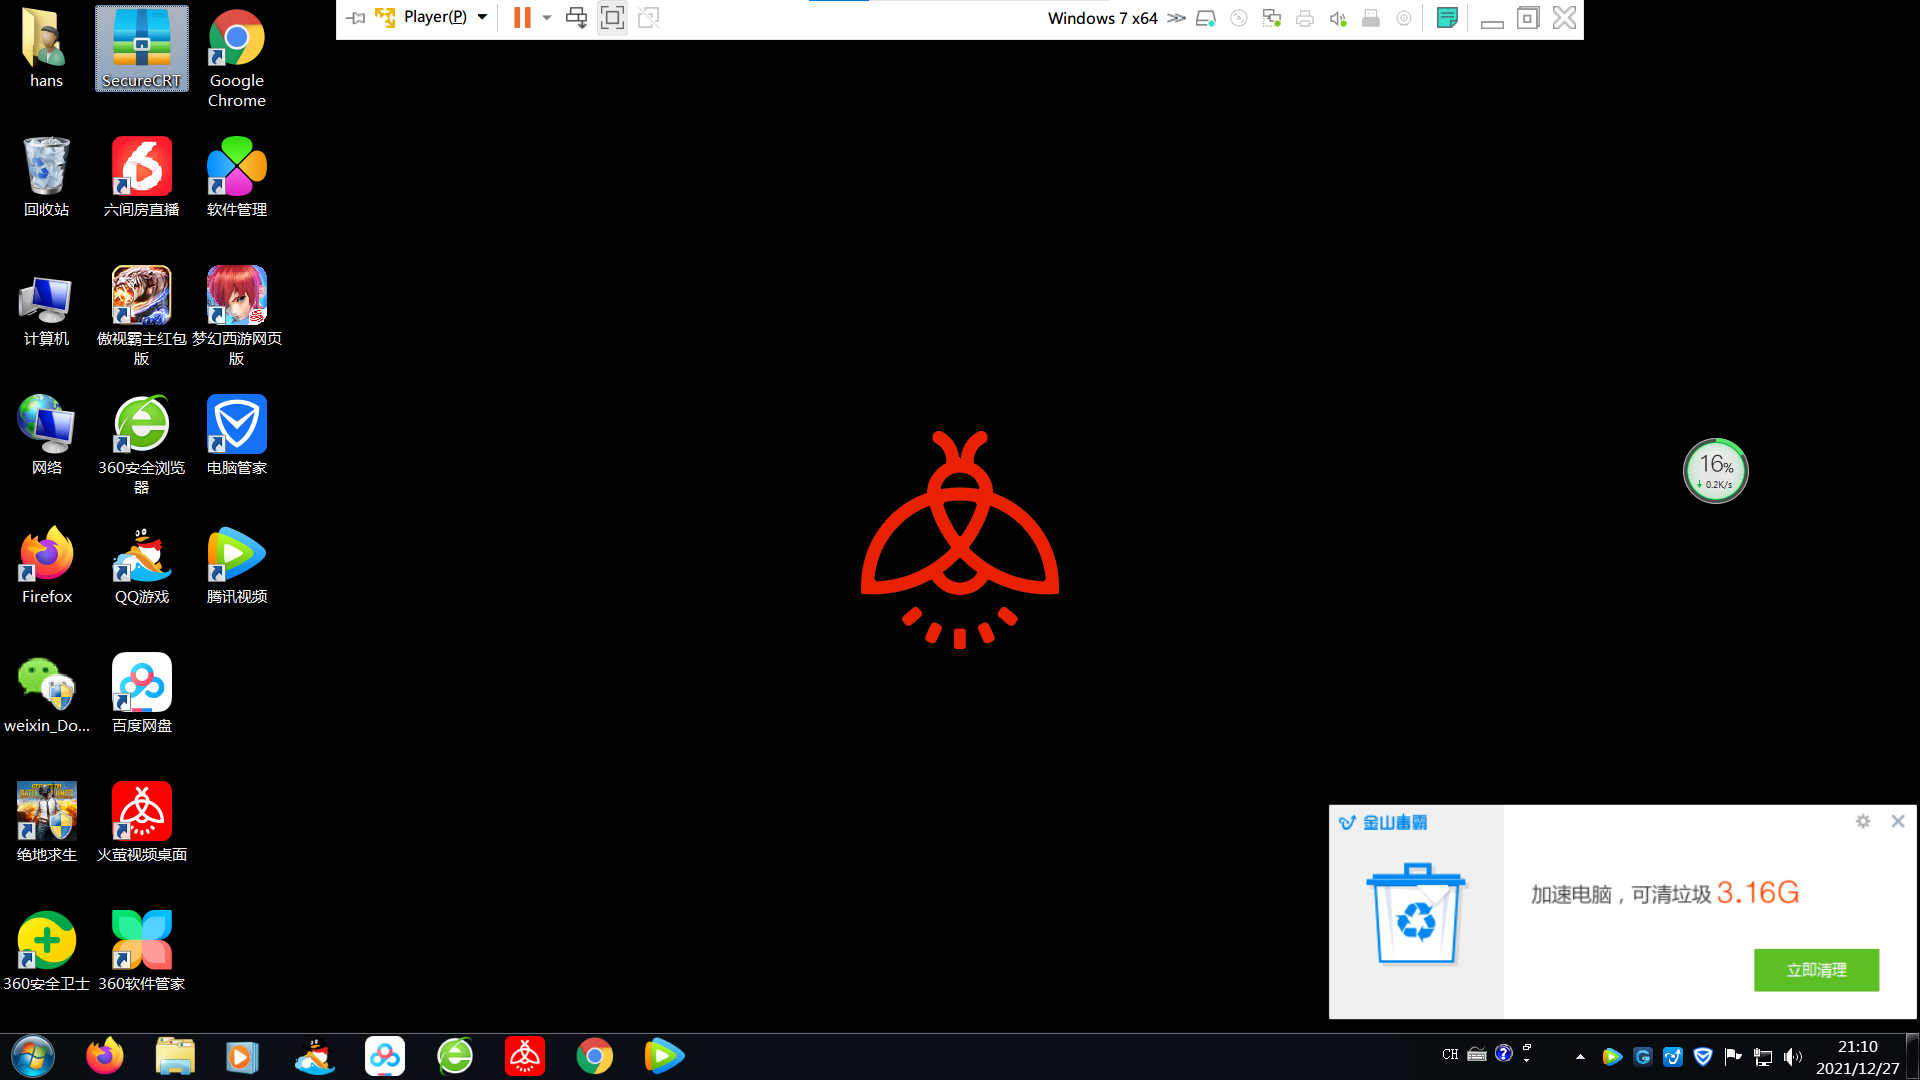 Player(P)
Windows 7 x64
hans
SecureCRT
Google
Chrome
回收站
六间房直播
软件管理
计算机
傲视霸主红包
版
梦幻西游网页
版
网络
360安全浏览
器
电脑管家
16%
0.2K/s
Firefox
QQ游戏
腾讯视频
weixin_Do...
百度网盘
绝地求生
火萤视频桌面
360安全卫士
360软件管家
金山毒霸
加速电脑，可清垃圾 3.16G
立即清理
CH
21:10
2021/12/27